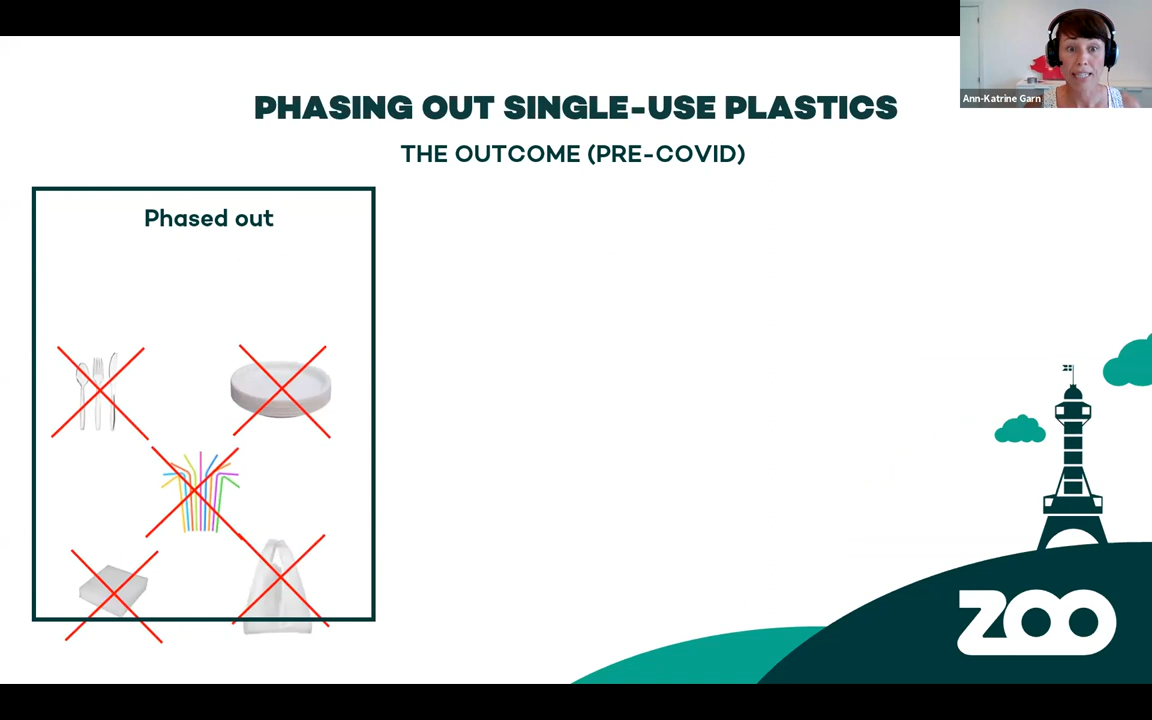 PHASING OUT SINGLE-USE PLASTICS
THE OUTCOME (PRE-COVID)
Ann-Katrine Garn
Phased out
ZOO